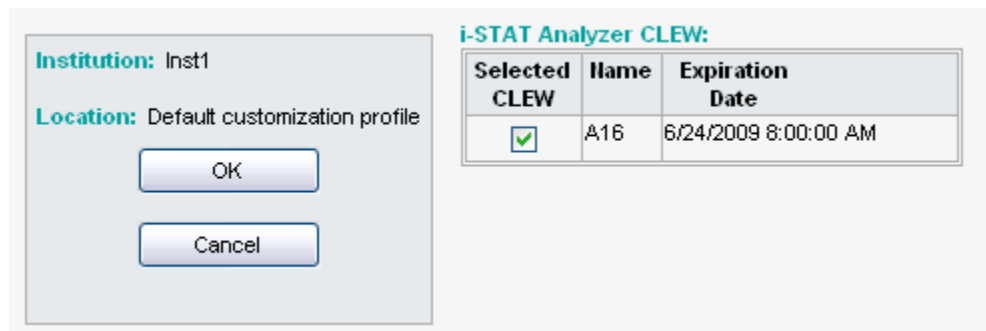 Institution: Inst1
Location: Default customization profile
OK
Cancel
i-STAT Analyzer CLEW:
Selected CLEW Name Expiration Date
A16 6/24/2009 8:00:00 AM